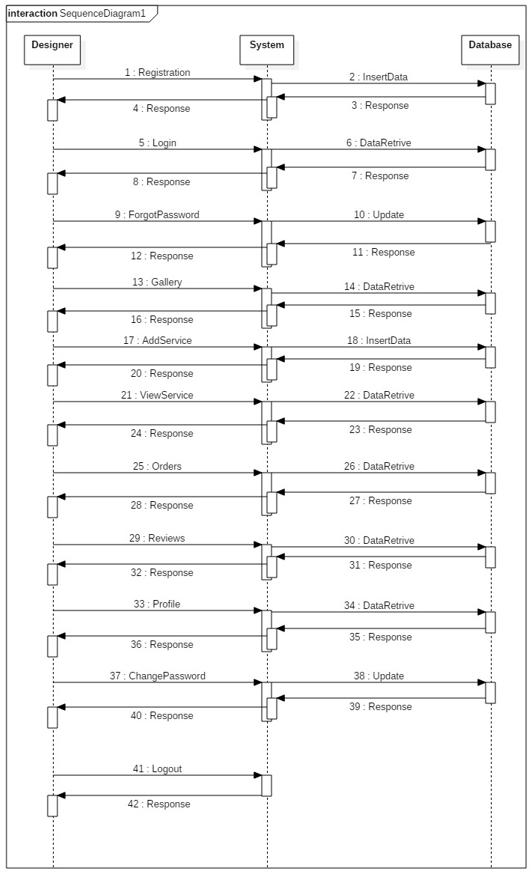 interaction SequenceDiagram1
Designer System Database
1 : Registration
2 : InsertData
3 : Response
4 : Response
5 : Login
6 : DataRetrive
7 : Response
8 : Response
9 : ForgotPassword
10 : Update
11 : Response
12 : Response
13 : Gallery
14 : DataRetrive
15 : Response
16 : Response
17 : AddService
18 : InsertData
19 : Response
20 : Response
21 : ViewService
22 : DataRetrive
23 : Response
24 : Response
25 : Orders
26 : DataRetrive
27 : Response
28 : Response
29 : Reviews
30 : DataRetrive
31 : Response
32 : Response
33 : Profile
34 : DataRetrive
35 : Response
36 : Response
37 : ChangePassword
38 : Update
39 : Response
40 : Response
41 : Logout
42 : Response